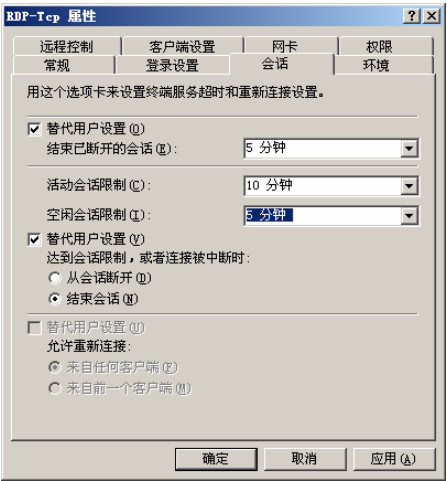 RDP-Tcp 属性
远程控制 客户端设置 网卡 权限
常规 登录设置 会话 环境
用这个选项卡来设置终端服务超时和重新连接设置。
替代用户设置(O)
结束已断开的会话(E): 5 分钟
活动会话限制(C): 10 分钟
空闲会话限制(I): 5 分钟
替代用户设置(V)
达到会话限制，或者连接被中断时:
从会话断开(D)
结束会话(N)
替代用户设置(U)
允许重新连接:
来自任何客户端(F)
来自前一个客户端(M)
确定 取消 应用(A)